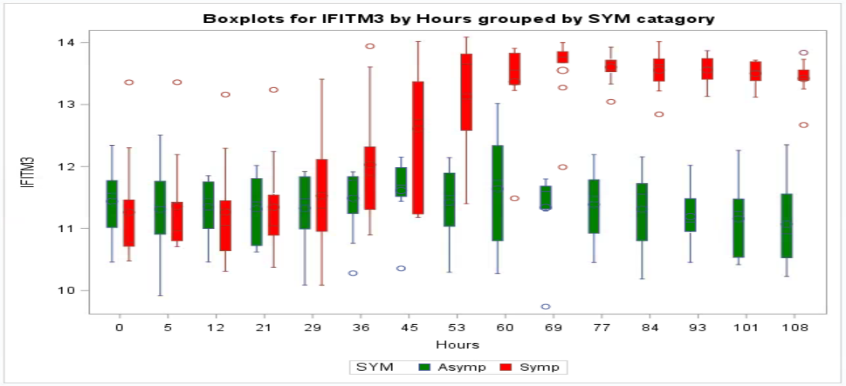 Boxplots for IFITM3 by Hours grouped by SYM catagory
14
13
12
11
10
IFITM3
0 5 12 21 29 36 45 53 60 69 77 84 93 101 108
Hours
SYM Asymp Symp